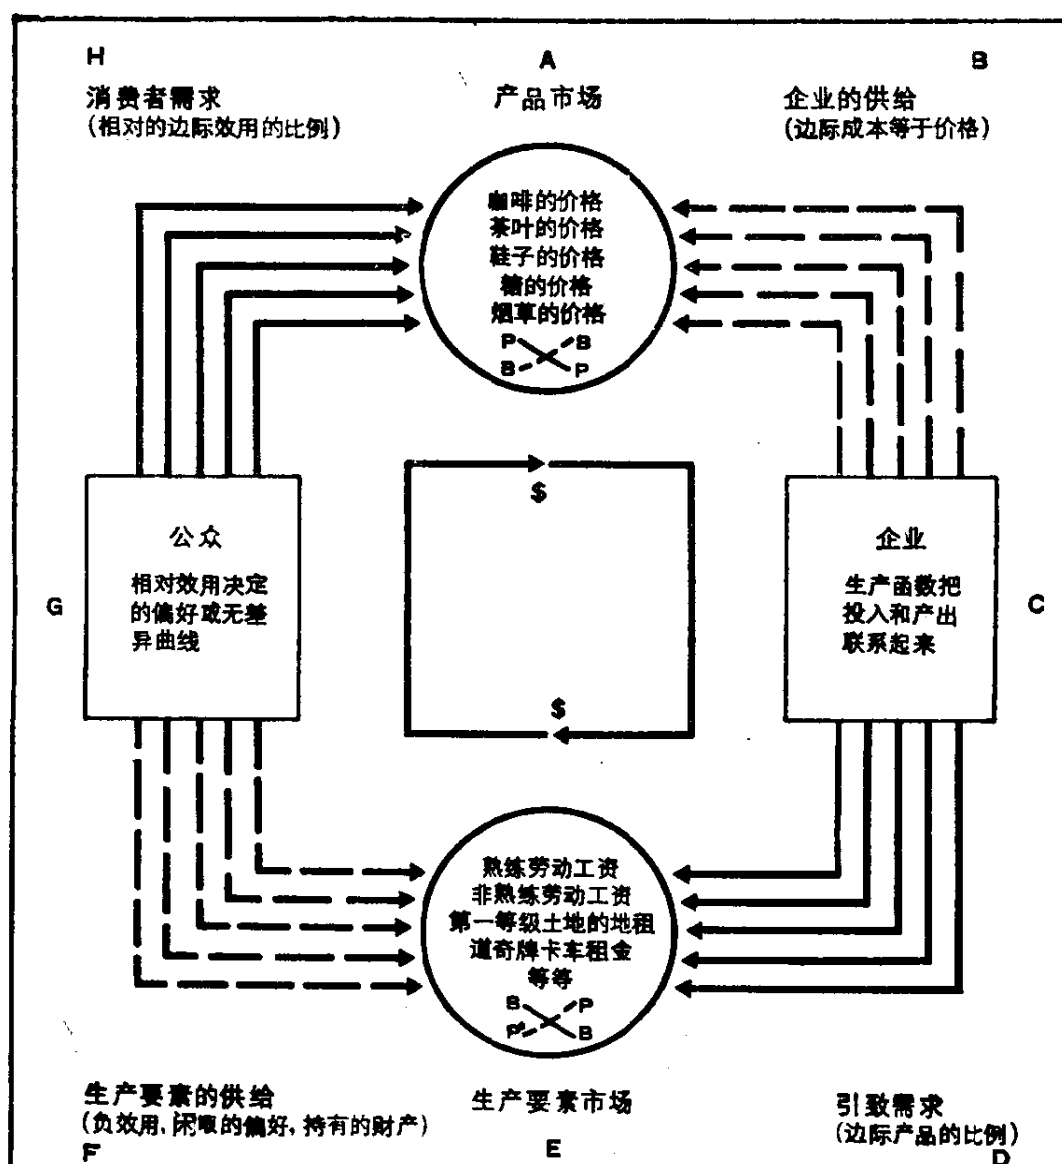 H
A
B
消费者需求
产品市场
企业的供给
(相对的边际效用的比例)
(边际成本等于价格)
咖啡的价格
茶叶的价格
鞋子的价格
糖的价格
烟草的价格
P B
B P
$
公众
企业
相对效用决定
的偏好或无差
异曲线
生产函数把
投入和产出
联系起来
G
C
$
熟练劳动工资
非熟练劳动工资
第一等级土地的地租
道奇牌卡车租金
等等
B P
P B
生产要素的供给
生产要素市场
引致需求
(负效用,闲暇的偏好,持有的财产)
(边际产品的比例)
F
E
D